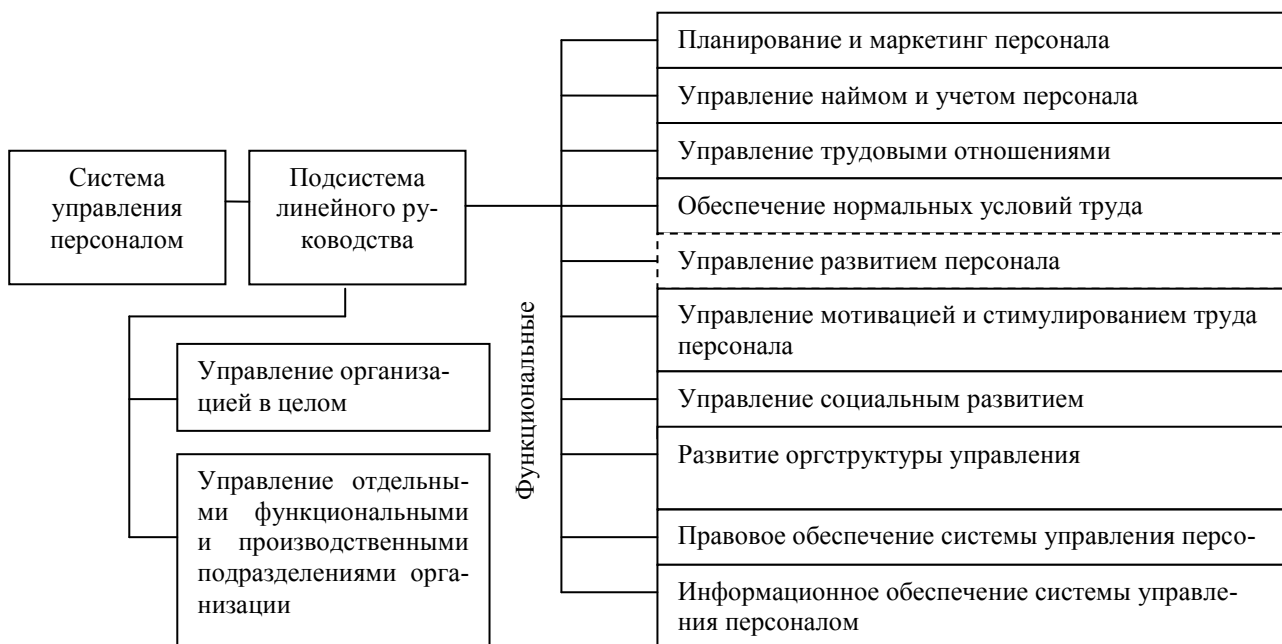 Система
управления
персоналом
Подсистема
линейного ру-
ководства
Управление организа-
цией в целом
Управление отдельны-
ми функциональными
и производственными
подразделениями орга-
низации
Функциональные
Планирование и маркетинг персонала
Управление наймом и учетом персонала
Управление трудовыми отношениями
Обеспечение нормальных условий труда
Управление развитием персонала
Управление мотивацией и стимулированием труда
персонала
Управление социальным развитием
Развитие оргструктуры управления
Правовое обеспечение системы управления персо-
Информационное обеспечение системы управле-
ния персоналом